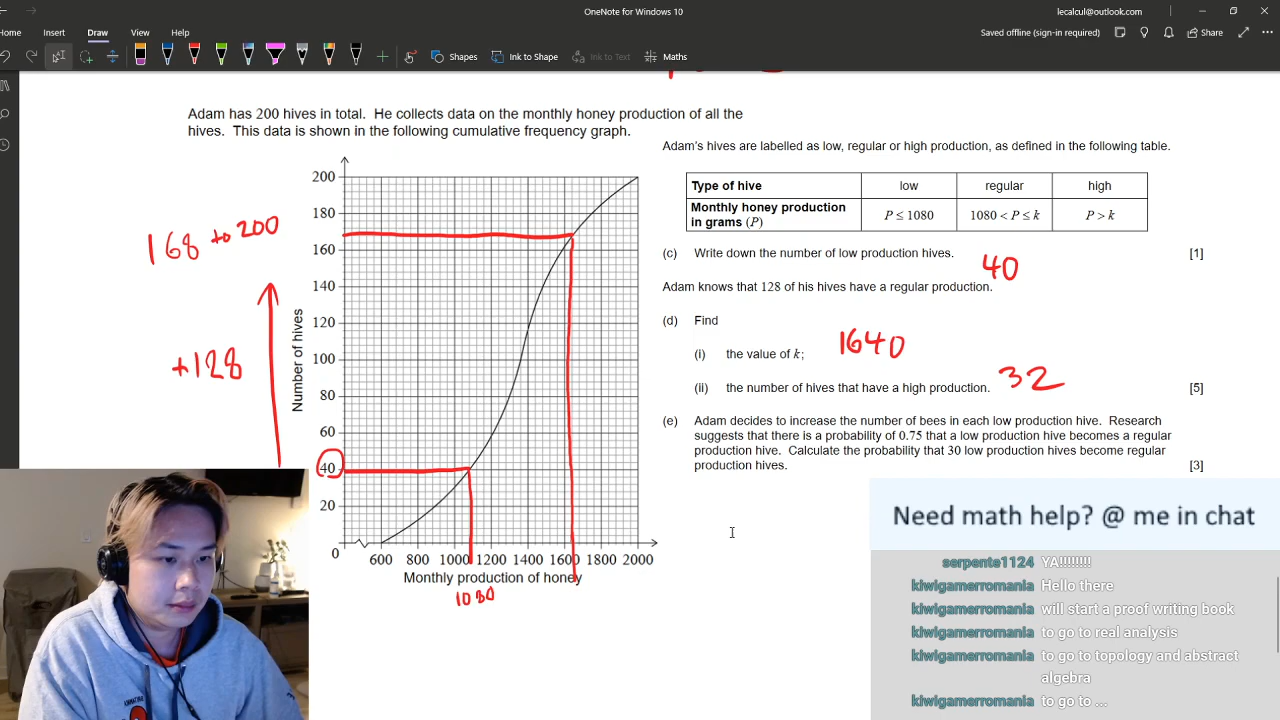 OneNote for Windows 10
lecalcul@outlook.com
Home Insert Draw View Help
Saved offline (sign-in required)
Share
Shapes Ink to Shape Ink to Text Maths
Adam has 200 hives in total. He collects data on the monthly honey production of all the
hives. This data is shown in the following cumulative frequency graph.
Adam's hives are labelled as low, regular or high production, as defined in the following table.
Type of hive low regular high
Monthly honey production
in grams (P) P ≤ 1080 1080 < P ≤ k P > k
(c) Write down the number of low production hives. [1]
40
Adam knows that 128 of his hives have a regular production.
(d) Find
(i) the value of k;
1640
(ii) the number of hives that have a high production. [5]
32
(e) Adam decides to increase the number of bees in each low production hive. Research
suggests that there is a probability of 0.75 that a low production hive becomes a regular
production hive. Calculate the probability that 30 low production hives become regular
production hives. [3]
168 to 200
+128
Number of hives
200
180
160
140
120
100
80
60
40
20
0
600 800 1000 1200 1400 1600 1800 2000
Monthly production of honey
1080
Need math help? @ me in chat
serpente1124 YA!!!!!!!!
kiwigamerromania Hello there
kiwigamerromania will start a proof writing book
kiwigamerromania to go to real analysis
kiwigamerromania to go to topology and abstract
algebra
kiwigamerromania to go to ...